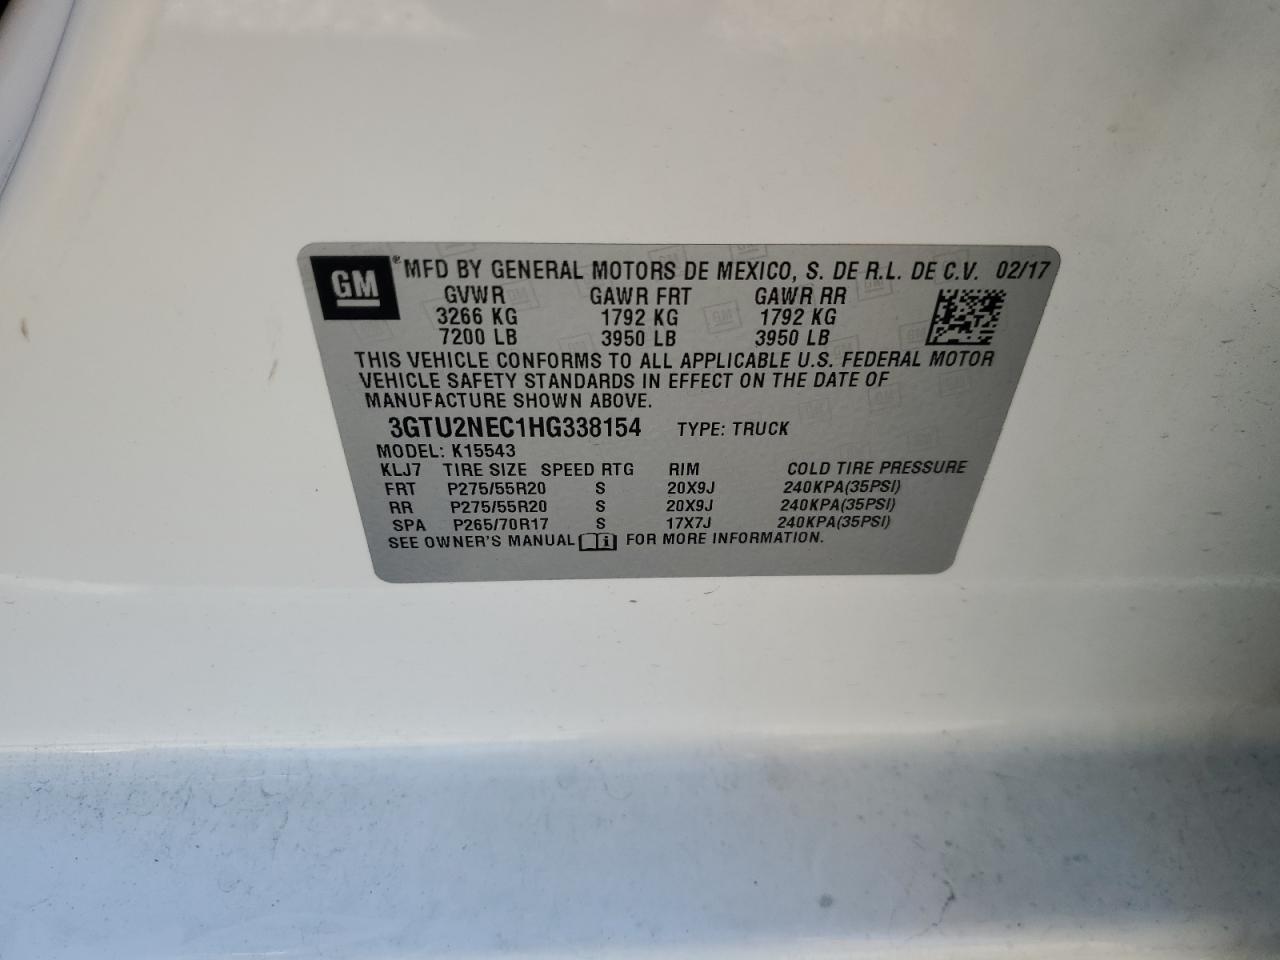 GM ® MFD BY GENERAL MOTORS DE MEXICO, S. DE R.L. DE C.V. 02/17
GVWR GAWR FRT GAWR RR
3266 KG 1792 KG 1792 KG
7200 LB 3950 LB 3950 LB
THIS VEHICLE CONFORMS TO ALL APPLICABLE U.S. FEDERAL MOTOR
VEHICLE SAFETY STANDARDS IN EFFECT ON THE DATE OF
MANUFACTURE SHOWN ABOVE.
3GTU2NEC1HG338154 TYPE: TRUCK
MODEL: K15543
KLJ7 TIRE SIZE SPEED RTG RIM COLD TIRE PRESSURE
FRT P275/55R20 S 20X9J 240KPA(35PSI)
RR P275/55R20 S 20X9J 240KPA(35PSI)
SPA P265/70R17 S 17X7J 240KPA(35PSI)
SEE OWNER'S MANUAL i FOR MORE INFORMATION.